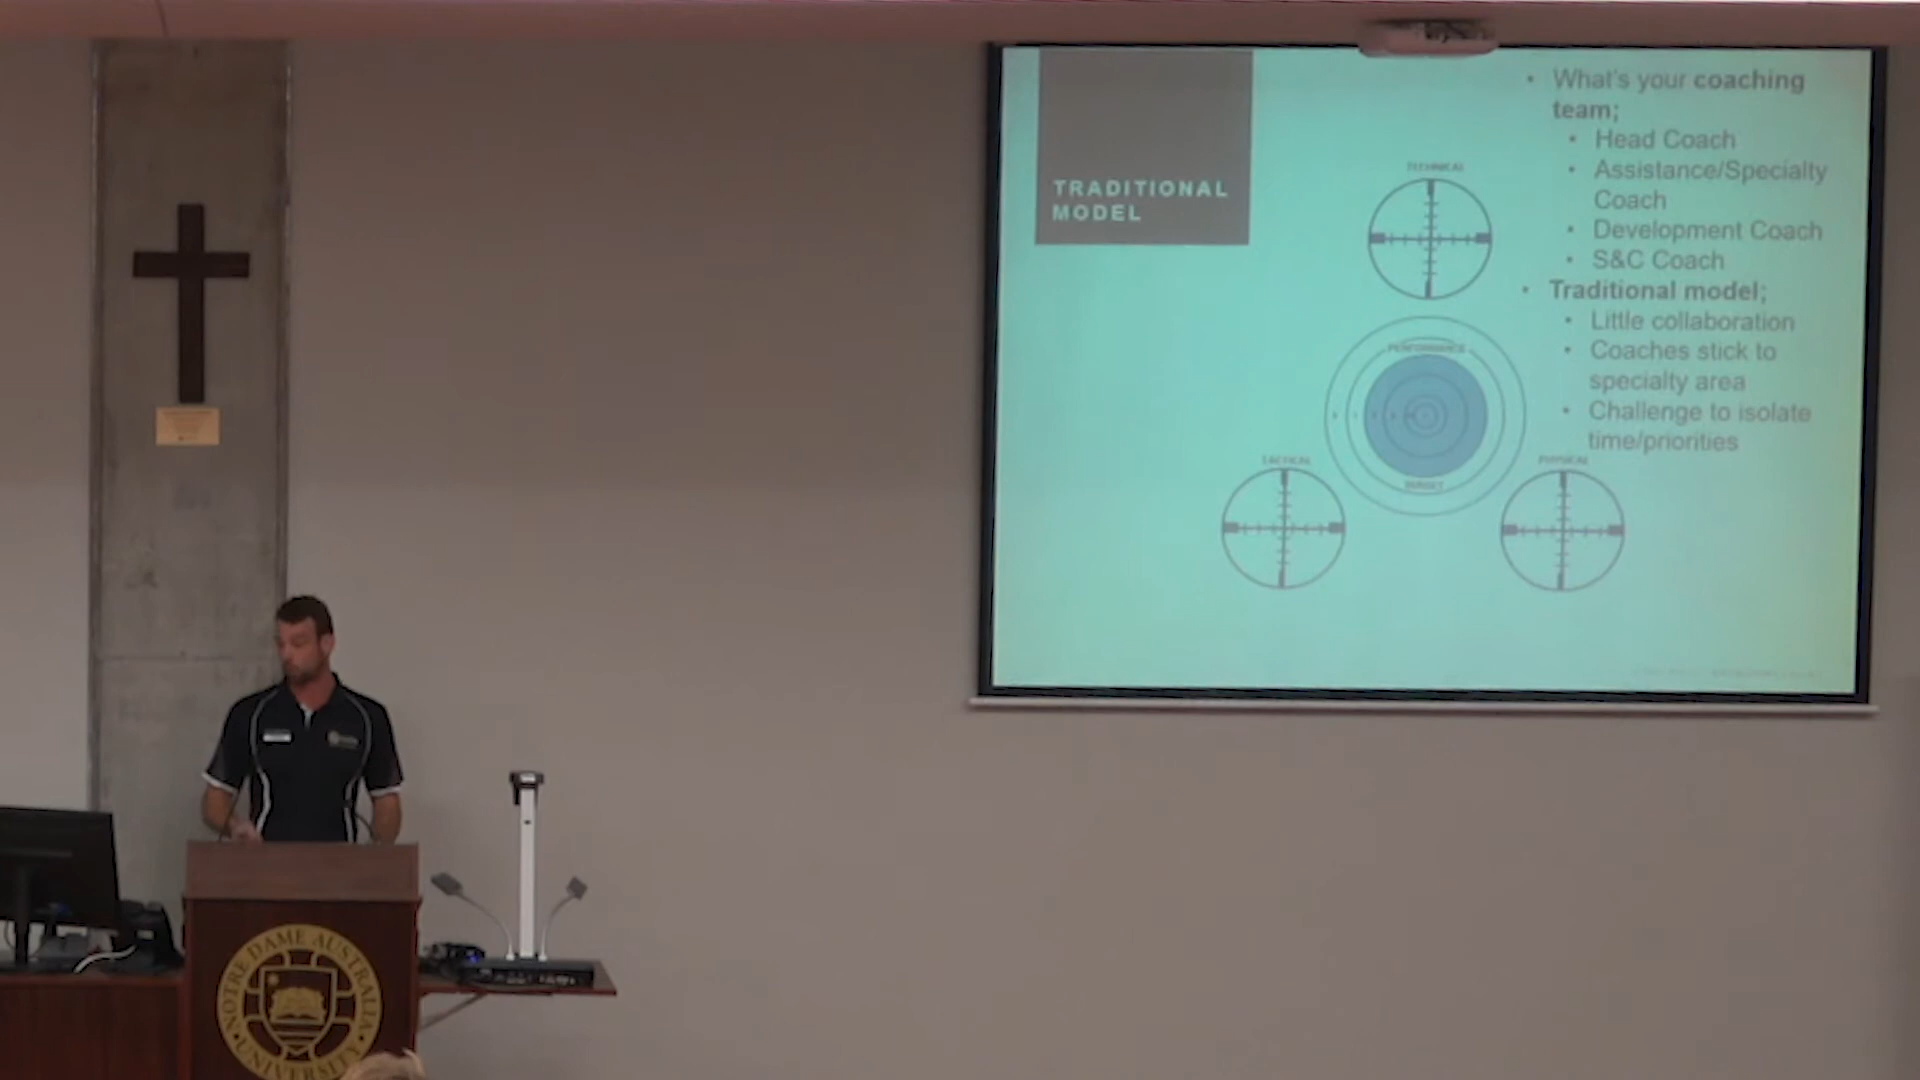 TRADITIONAL
MODEL
• What's your coaching
team;
• Head Coach
• Assistance/Specialty
Coach
• Development Coach
• S&C Coach
• Traditional model;
• Little collaboration
• Coaches stick to
specialty area
• Challenge to isolate
time/priorities
TECHNICAL
PERFORMANCE
TARGET
TACTICAL
PHYSICAL
NOTRE DAME AUSTRALIA
• UNIVERSITY •